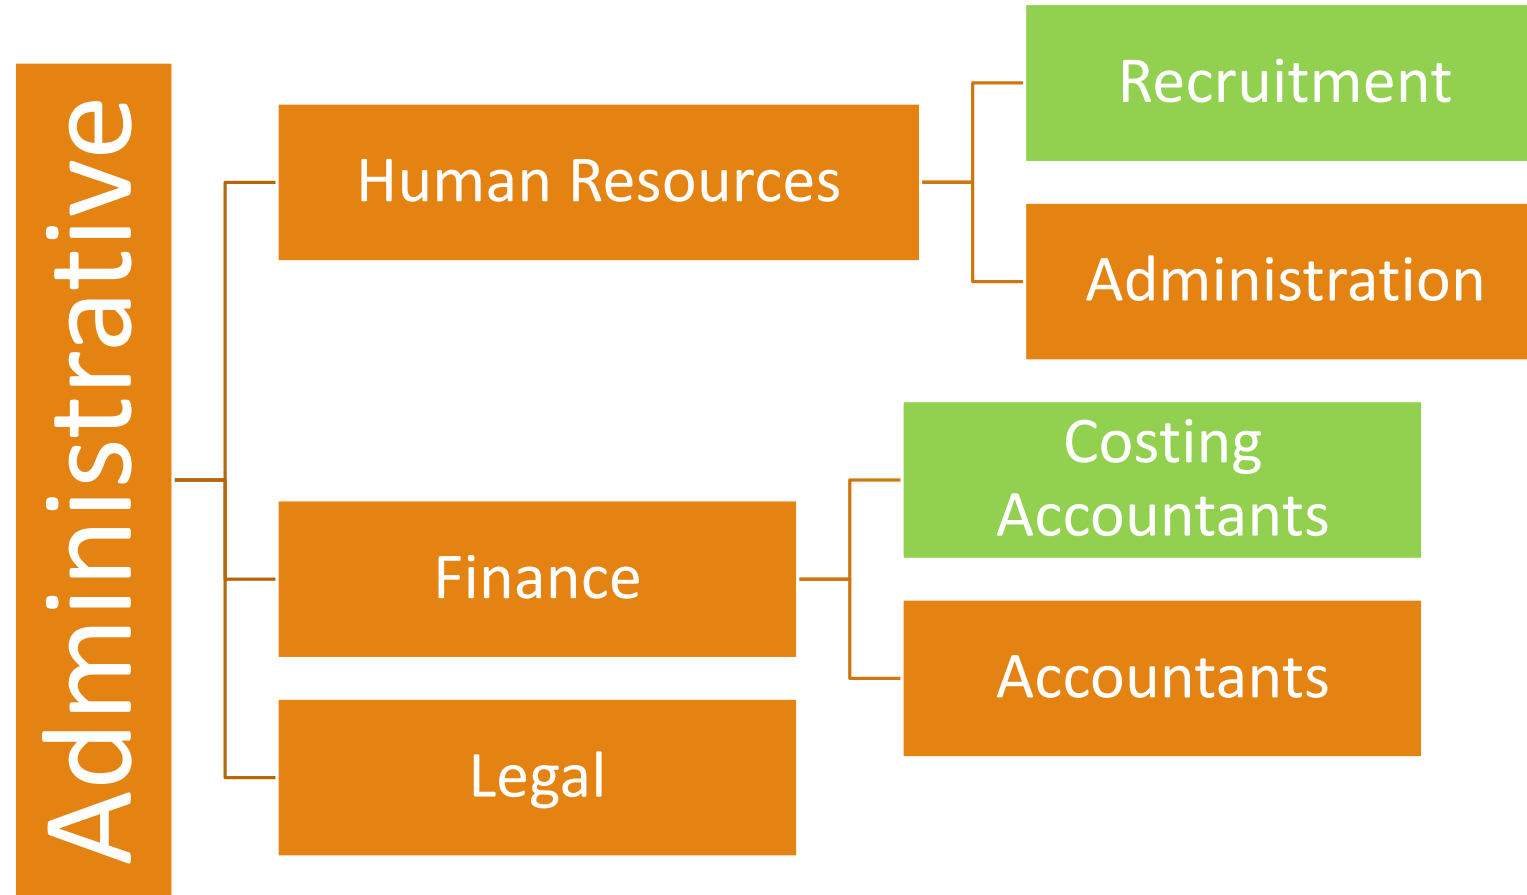 Administrative
Human Resources
Recruitment
Administration
Finance
Costing
Accountants
Accountants
Legal